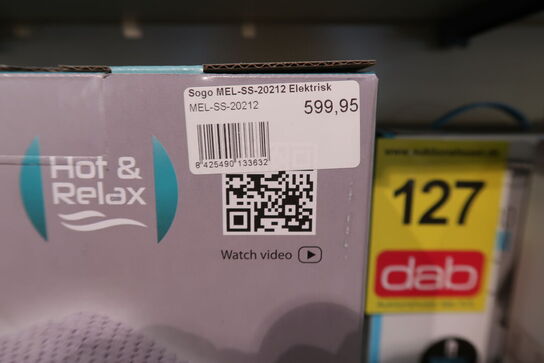 Sogo MEL-SS-20212 Elektrisk
MEL-SS-20212
599,95
8 425490 133632
Hot &
Relax
Watch video
127
dab